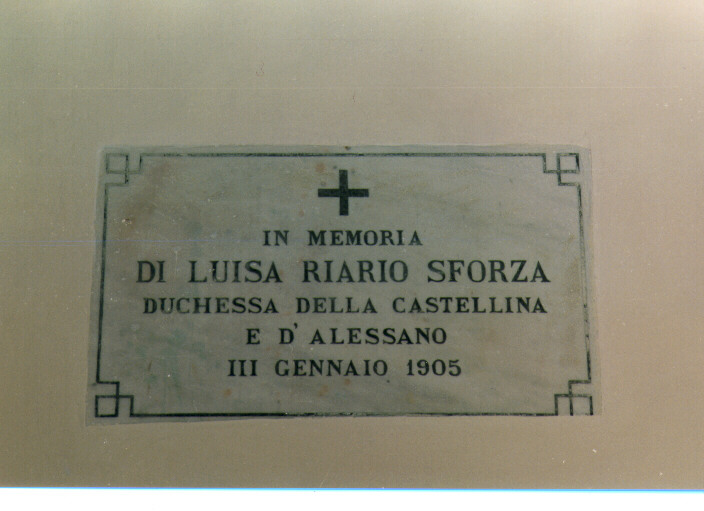 IN MEMORIA
DI LUISA RIARIO SFORZA
DUCHESSA DELLA CASTELLINA
E D'ALESSANO
III GENNAIO 1905